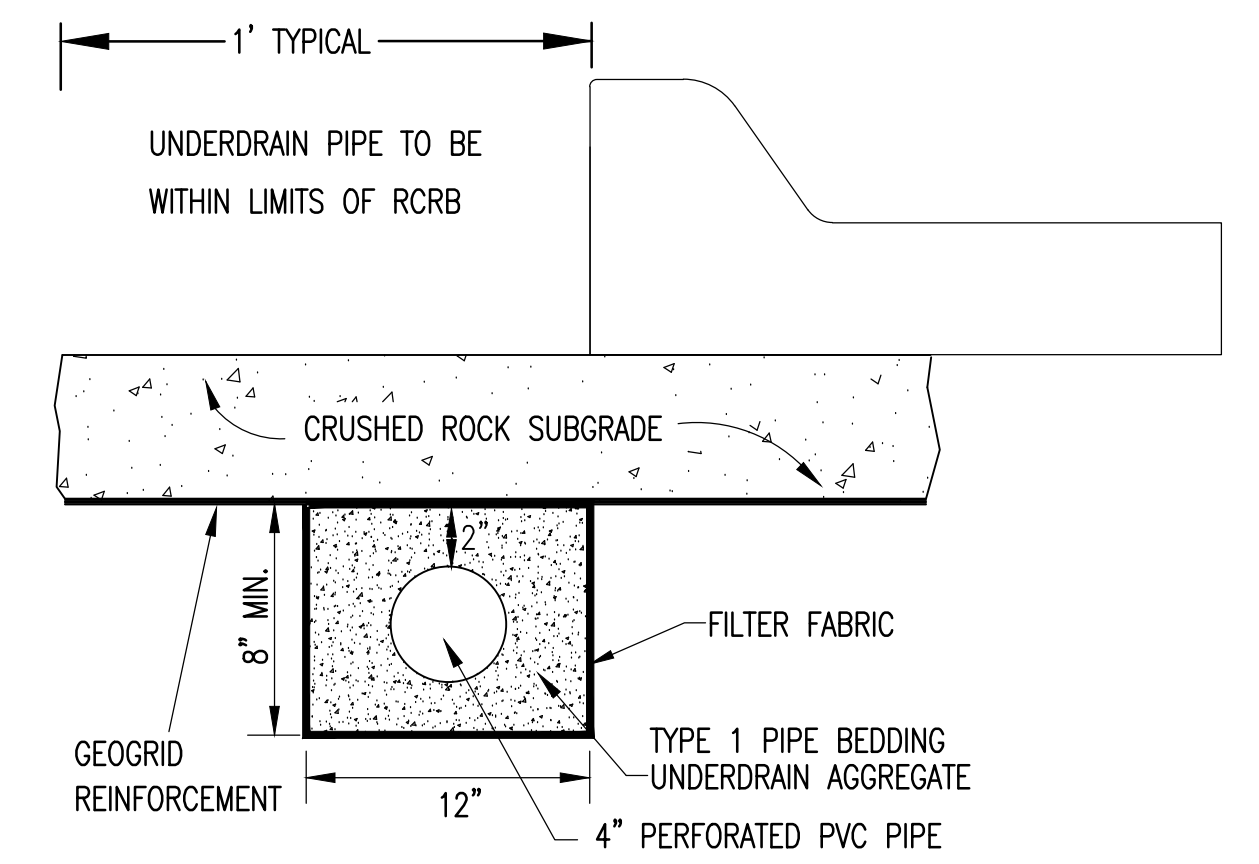 1' TYPICAL
UNDERDRAIN PIPE TO BE
WITHIN LIMITS OF RCRB
CRUSHED ROCK SUBGRADE
2"
8" MIN.
FILTER FABRIC
GEOGRID
REINFORCEMENT
TYPE 1 PIPE BEDDING
UNDERDRAIN AGGREGATE
12"
4" PERFORATED PVC PIPE